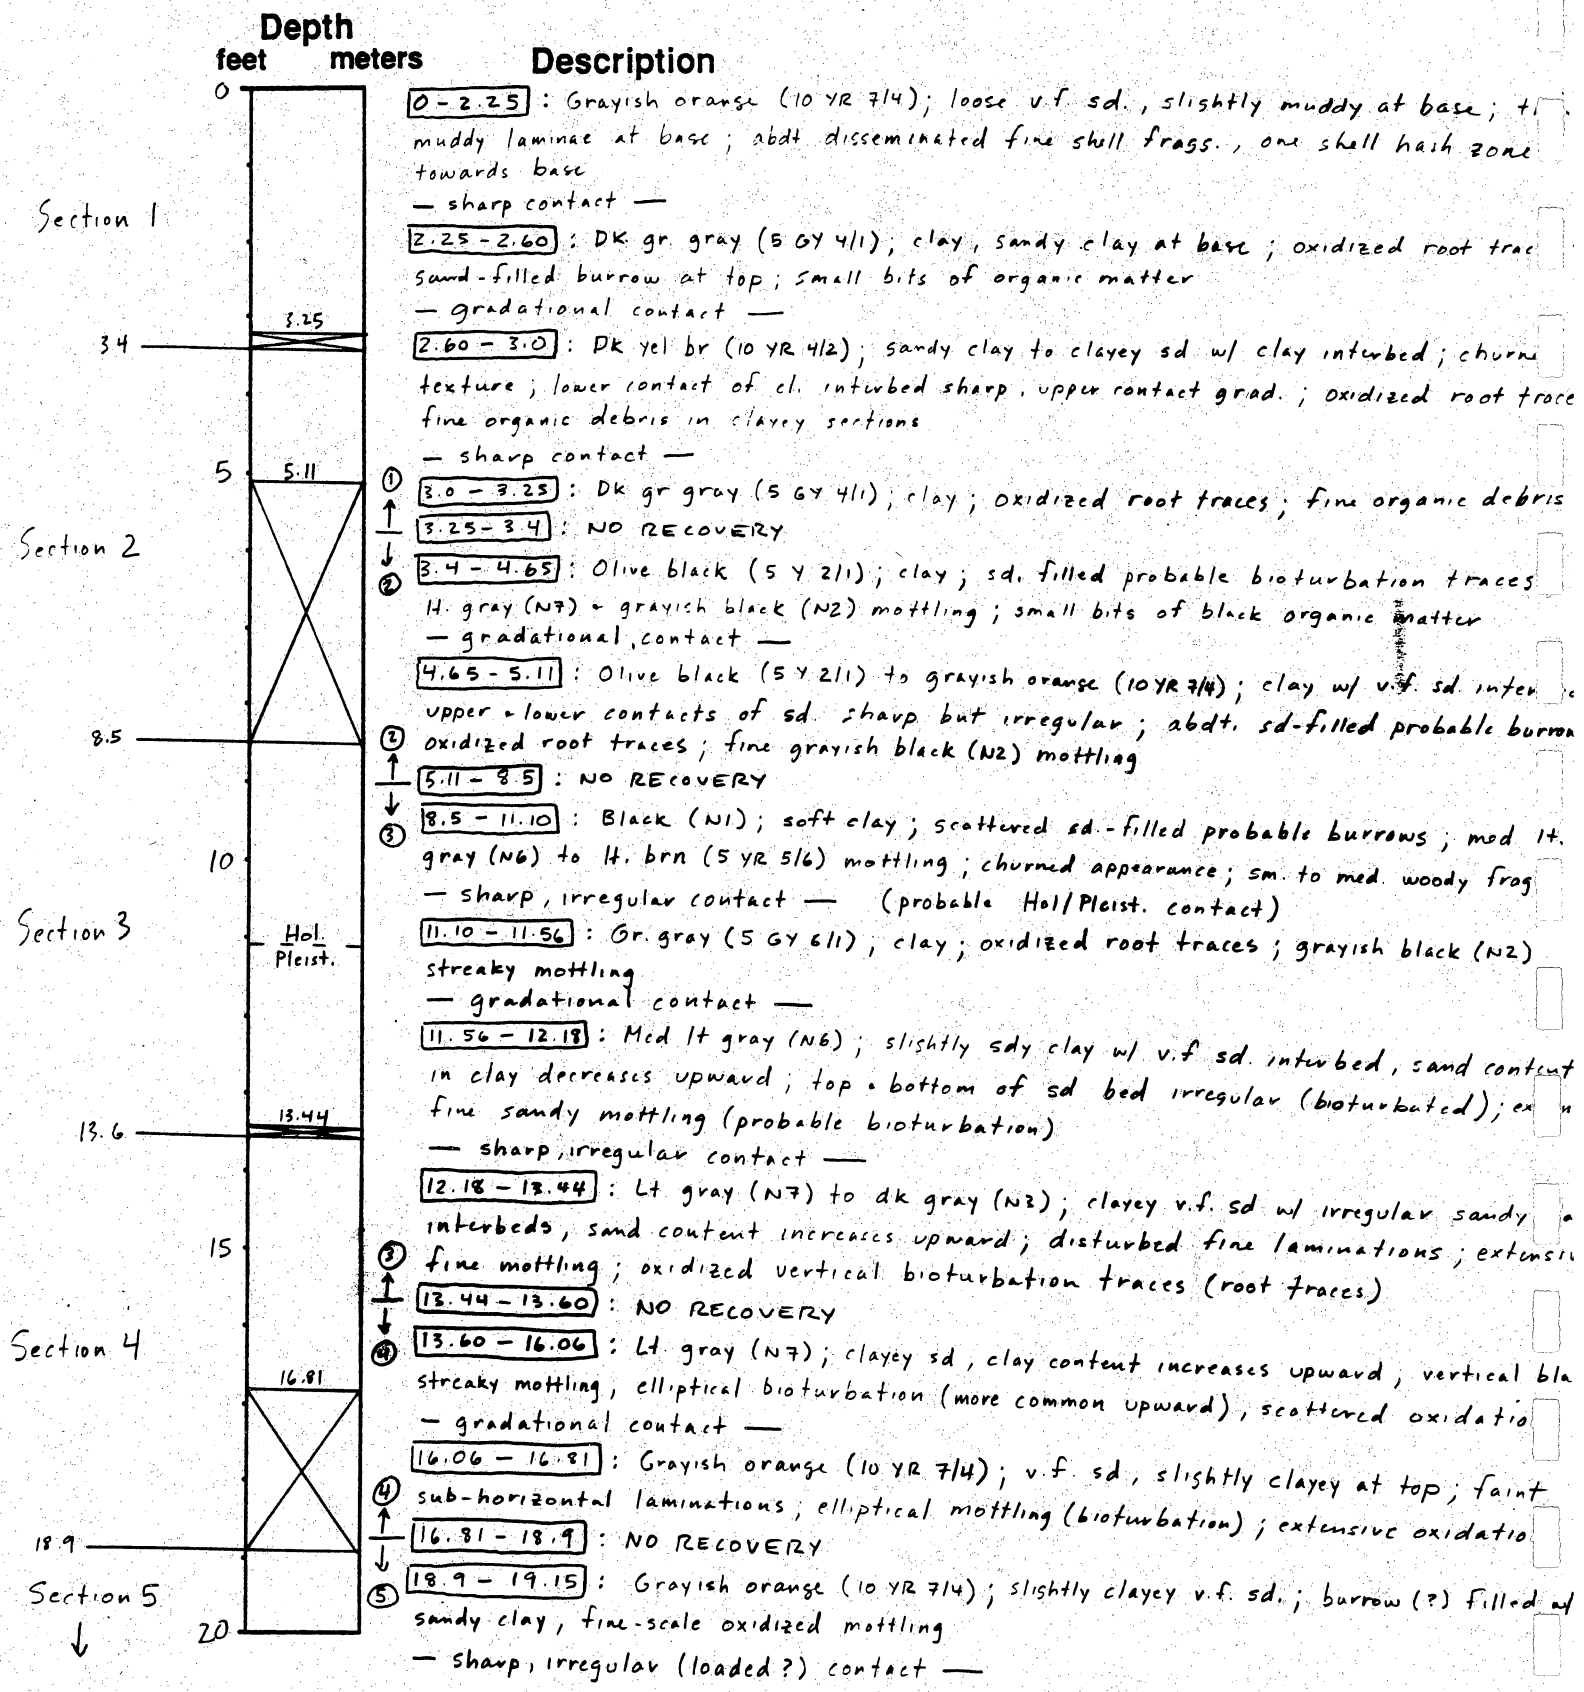 Depth
feet meters Description
0
0 - 2.25 : Grayish orange (10 YR 7/4); loose v.f. sd., slightly muddy at base;
muddy laminae at base; abdt disseminated fine shell frags., one shell hash zone
towards base
— sharp contact —
Section 1
2.25 - 2.60 : DK gr. gray (5 GY 4/1); clay, sandy clay at base; oxidized root trac
sand-filled burrow at top; small bits of organic matter
— gradational contact —
3.25
3.4
2.60 - 3.0 : Dk yel br (10 YR 4/2); sandy clay to clayey sd w/ clay interbed; churne
texture; lower contact of cl. interbed sharp, upper contact grad.; oxidized root trace
fine organic debris in clayey sections
— sharp contact —
5
5.11
①
3.0 - 3.25 : Dk gr gray (5 GY 4/1); clay; oxidized root traces; fine organic debris
3.25 - 3.4 : NO RECOVERY
Section 2
②
3.4 - 4.65 : Olive black (5 Y 2/1); clay; sd. filled probable bioturbation traces
lt. gray (N7) + grayish black (N2) mottling; small bits of black organic matter
— gradational contact —
4.65 - 5.11 : Olive black (5 Y 2/1) to grayish orange (10 YR 7/4); clay w/ v.f. sd. inter
upper + lower contacts of sd. sharp but irregular; abdt. sd-filled probable burrow
8.5
② oxidized root traces; fine grayish black (N2) mottling
5.11 - 8.5 : NO RECOVERY
③
8.5 - 11.10 : Black (N1); soft clay; scattered sd.-filled probable burrows; med lt.
gray (N6) to lt. brn (5 YR 5/6) mottling; churned appearance; sm. to med. woody frag
10
— sharp, irregular contact — (probable Hol/Pleist. contact)
Section 3
Hol.
Pleist.
11.10 - 11.56 : Gr. gray (5 GY 6/1); clay; oxidized root traces; grayish black (N2)
streaky mottling
— gradational contact —
11.56 - 12.18 : Med lt gray (N6); slightly sdy clay w/ v.f sd. interbed, sand content
in clay decreases upward; top + bottom of sd bed irregular (bioturbated);
fine sandy mottling (probable bioturbation)
13.44
13.6
— sharp, irregular contact —
12.18 - 13.44 : Lt gray (N7) to dk gray (N3); clayey v.f. sd w/ irregular sandy
interbeds, sand content increases upward; disturbed fine laminations; extensiv
15
③ fine mottling; oxidized vertical bioturbation traces (root traces)
13.44 - 13.60 : NO RECOVERY
Section 4
④
13.60 - 16.06 : Lt. gray (N7); clayey sd, clay content increases upward; vertical bla
streaky mottling, elliptical bioturbation (more common upward), scattered oxidatio
16.81
— gradational contact —
16.06 - 16.81 : Grayish orange (10 YR 7/4); v.f. sd, slightly clayey at top; faint
④ sub-horizontal laminations; elliptical mottling (bioturbation); extensive oxidatio
16.81 - 18.9 : NO RECOVERY
18.9
Section 5
⑤
18.9 - 19.15 : Grayish orange (10 YR 7/4); slightly clayey v.f. sd.; burrow (?) filled w/
sandy clay, fine-scale oxidized mottling
20
— sharp, irregular (loaded?) contact —